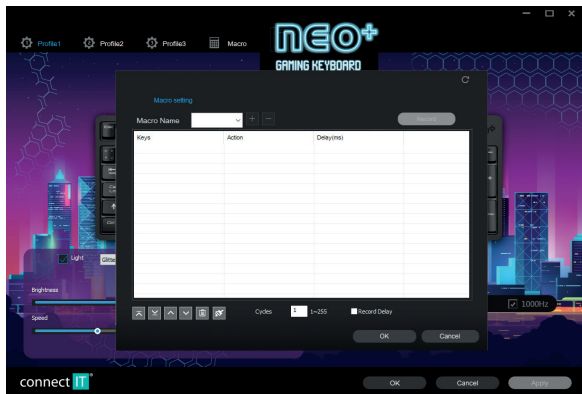 Profile1 Profile2 Profile3 Macro
NEO+
GAMING KEYBOARD
Macro setting
Macro Name + − Record
Keys Action Delay(ms)
Light Glitte
Brightness
Speed
1000Hz
Cycles 1 1~255 Record Delay
OK Cancel
connect IT
OK Cancel Apply